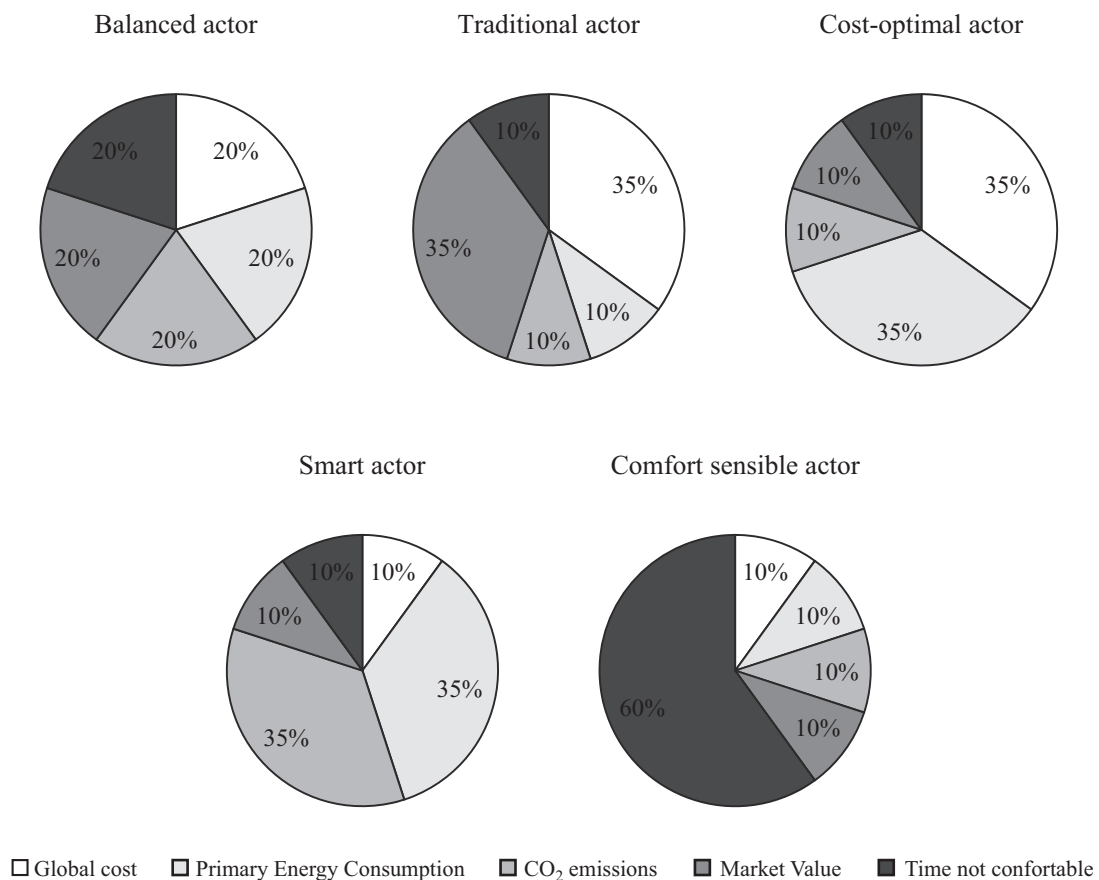 Balanced actor
Traditional actor
Cost-optimal actor
20%
20%
20%
20%
20%
10%
35%
35%
10%
10%
10%
35%
10%
10%
35%
Smart actor
Comfort sensible actor
10%
10%
10%
35%
35%
10%
10%
10%
10%
60%
Global cost
Primary Energy Consumption
CO₂ emissions
Market Value
Time not confortable